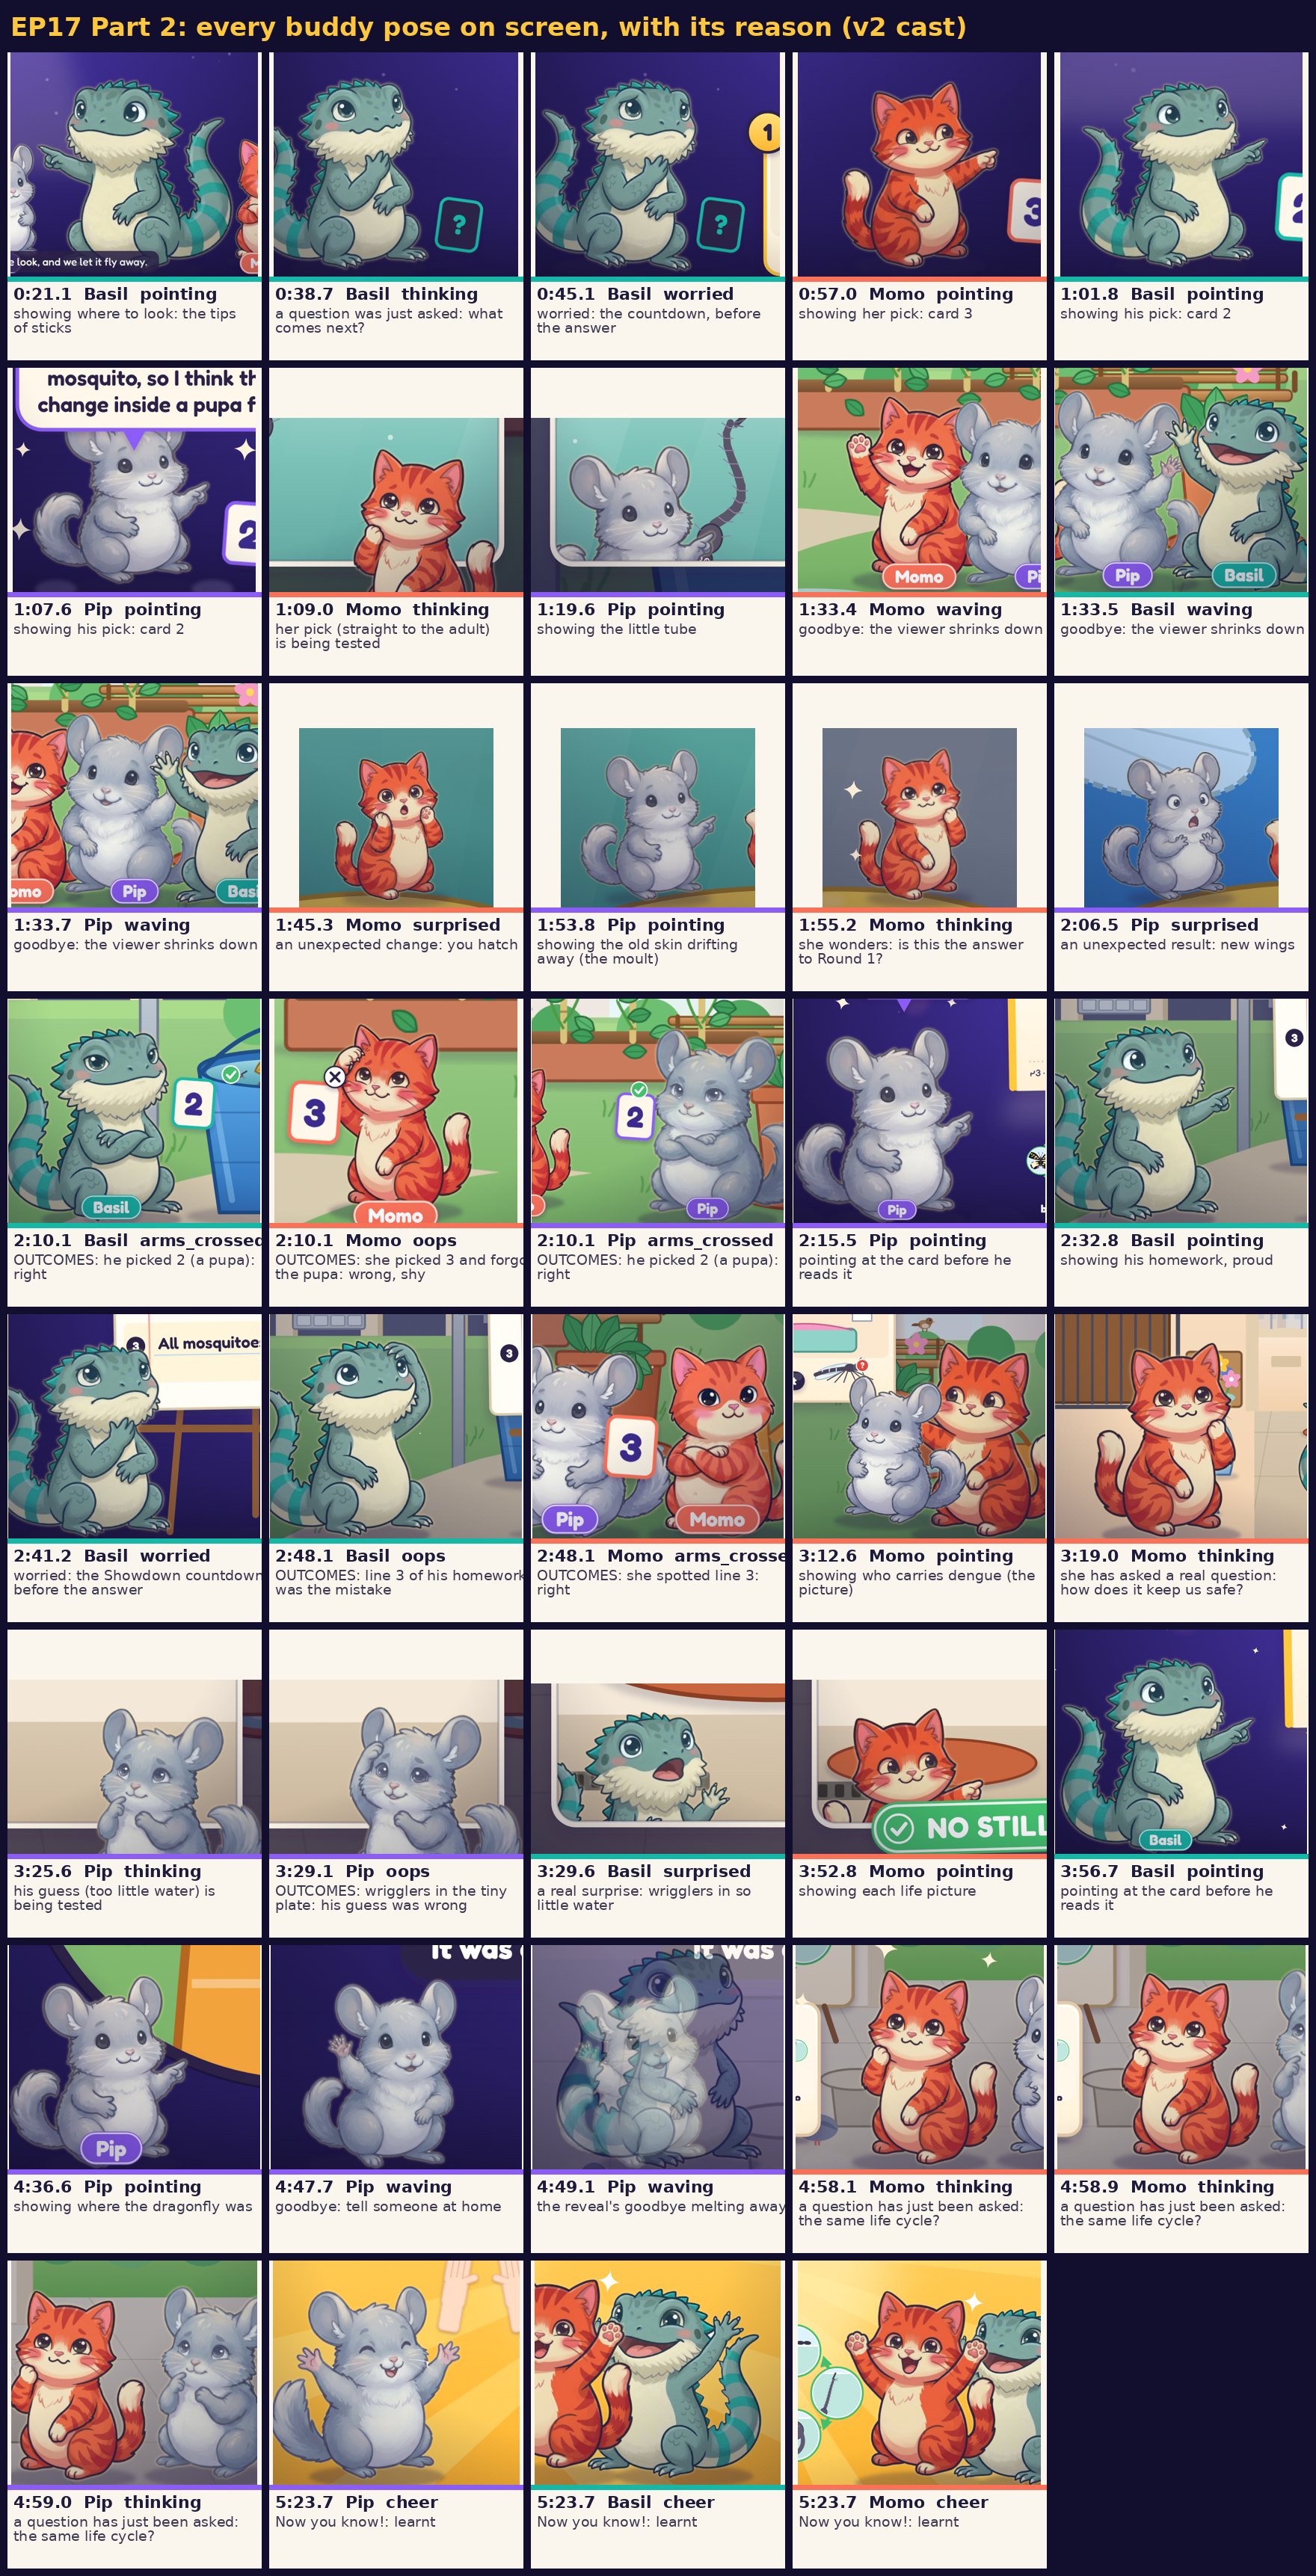 EP17 Part 2: every buddy pose on screen, with its reason (v2 cast)
e look, and we let it fly away.
M
?
?
1
3
2
0:21.1 Basil pointing
showing where to look: the tips
of sticks
0:38.7 Basil thinking
a question was just asked: what
comes next?
0:45.1 Basil worried
worried: the countdown, before
the answer
0:57.0 Momo pointing
showing her pick: card 3
1:01.8 Basil pointing
showing his pick: card 2
mosquito, so I think th
change inside a pupa f
2
Momo
Pi
Pip
Basil
1:07.6 Pip pointing
showing his pick: card 2
1:09.0 Momo thinking
her pick (straight to the adult)
is being tested
1:19.6 Pip pointing
showing the little tube
1:33.4 Momo waving
goodbye: the viewer shrinks down
1:33.5 Basil waving
goodbye: the viewer shrinks down
omo
Pip
Basi
1:33.7 Pip waving
goodbye: the viewer shrinks down
1:45.3 Momo surprised
an unexpected change: you hatch
1:53.8 Pip pointing
showing the old skin drifting
away (the moult)
1:55.2 Momo thinking
she wonders: is this the answer
to Round 1?
2:06.5 Pip surprised
an unexpected result: new wings
2
Basil
3
Momo
2
Pip
Pip
3
2:10.1 Basil arms_crossed
OUTCOMES: he picked 2 (a pupa):
right
2:10.1 Momo oops
OUTCOMES: she picked 3 and forgo
the pupa: wrong, shy
2:10.1 Pip arms_crossed
OUTCOMES: he picked 2 (a pupa):
right
2:15.5 Pip pointing
pointing at the card before he
reads it
2:32.8 Basil pointing
showing his homework, proud
3 All mosquitoe
3
3
Pip
Momo
?
2:41.2 Basil worried
worried: the Showdown countdown
before the answer
2:48.1 Basil oops
OUTCOMES: line 3 of his homework
was the mistake
2:48.1 Momo arms_crosse
OUTCOMES: she spotted line 3:
right
3:12.6 Momo pointing
showing who carries dengue (the
picture)
3:19.0 Momo thinking
she has asked a real question:
how does it keep us safe?
NO STILL
Basil
3:25.6 Pip thinking
his guess (too little water) is
being tested
3:29.1 Pip oops
OUTCOMES: wrigglers in the tiny
plate: his guess was wrong
3:29.6 Basil surprised
a real surprise: wrigglers in so
little water
3:52.8 Momo pointing
showing each life picture
3:56.7 Basil pointing
pointing at the card before he
reads it
Pip
It was
It was
4:36.6 Pip pointing
showing where the dragonfly was
4:47.7 Pip waving
goodbye: tell someone at home
4:49.1 Pip waving
the reveal's goodbye melting away
4:58.1 Momo thinking
a question has just been asked:
the same life cycle?
4:58.9 Momo thinking
a question has just been asked:
the same life cycle?
4:59.0 Pip thinking
a question has just been asked:
the same life cycle?
5:23.7 Pip cheer
Now you know!: learnt
5:23.7 Basil cheer
Now you know!: learnt
5:23.7 Momo cheer
Now you know!: learnt